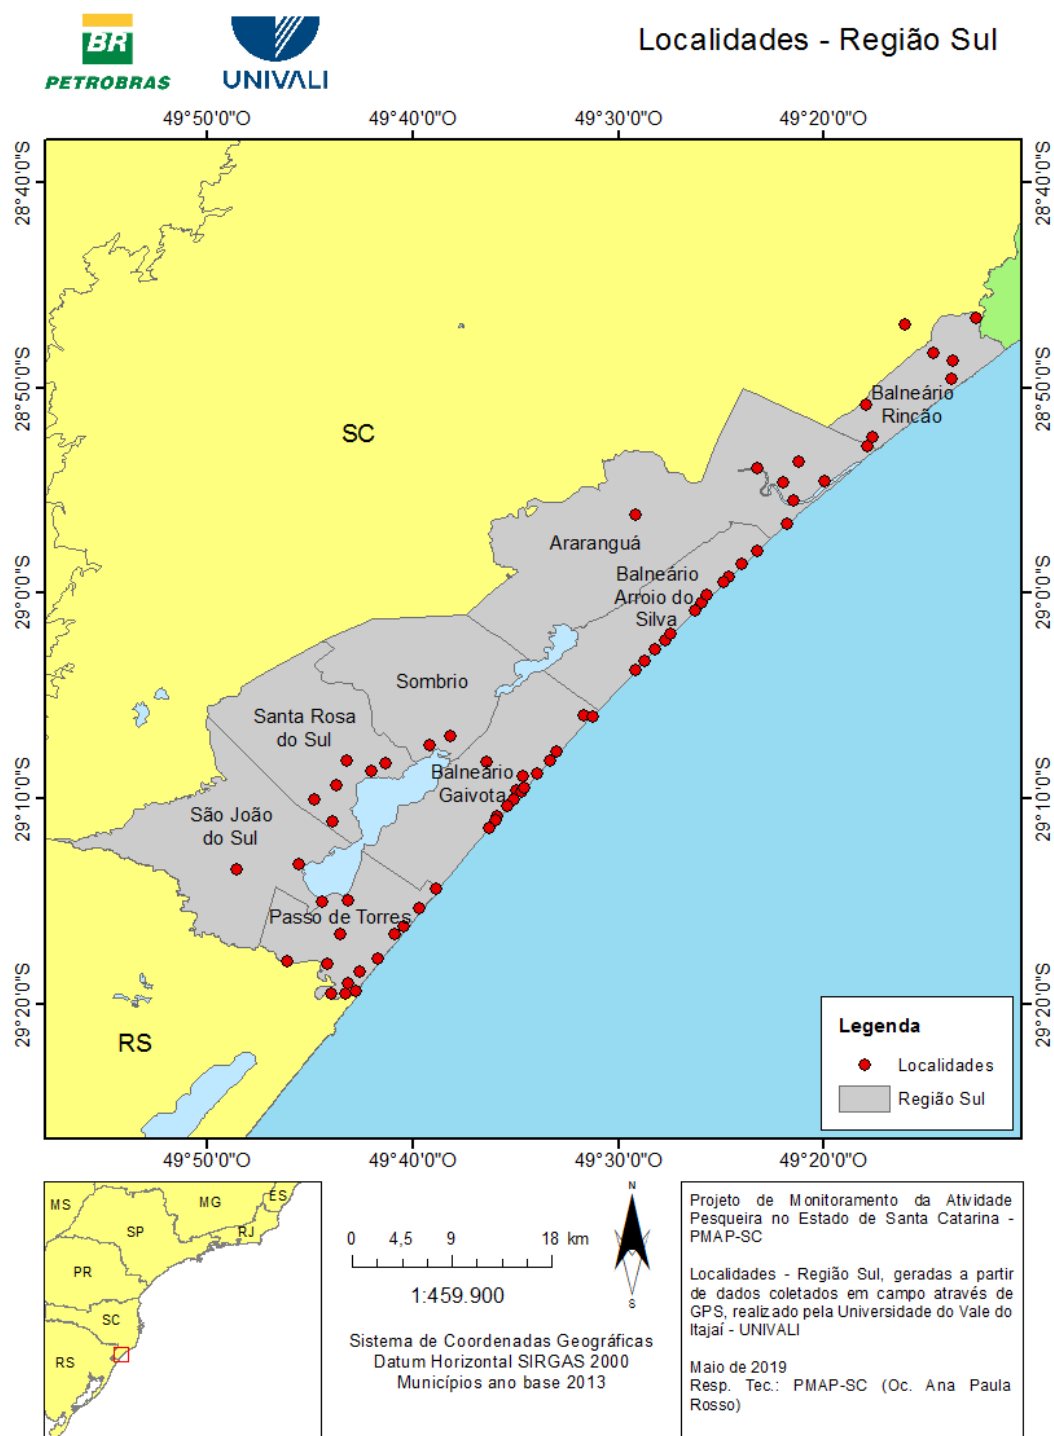 BR
PETROBRAS
UNIVALI
Localidades - Região Sul
49°50'0"O
49°40'0"O
49°30'0"O
49°20'0"O
28°40'0"S
28°40'0"S
28°50'0"S
28°50'0"S
29°0'0"S
29°0'0"S
29°10'0"S
29°10'0"S
29°20'0"S
29°20'0"S
SC
RS
Balneário
Rincão
Araranguá
Balneário
Arroio do
Silva
Sombrio
Santa Rosa
do Sul
Balneário
Gaivota
São João
do Sul
Passo de Torres
Legenda
Localidades
Região Sul
49°50'0"O
49°40'0"O
49°30'0"O
49°20'0"O
MS
MG
ES
SP
RJ
PR
SC
RS
0 4,5 9 18 km
1:459.900
N
S
Sistema de Coordenadas Geográficas
Datum Horizontal SIRGAS 2000
Municípios ano base 2013
Projeto de Monitoramento da Atividade
Pesqueira no Estado de Santa Catarina -
PMAP-SC
Localidades - Região Sul, geradas a partir
de dados coletados em campo através de
GPS, realizado pela Universidade do Vale do
Itajaí - UNIVALI
Maio de 2019
Resp. Tec.: PMAP-SC (Oc. Ana Paula
Rosso)